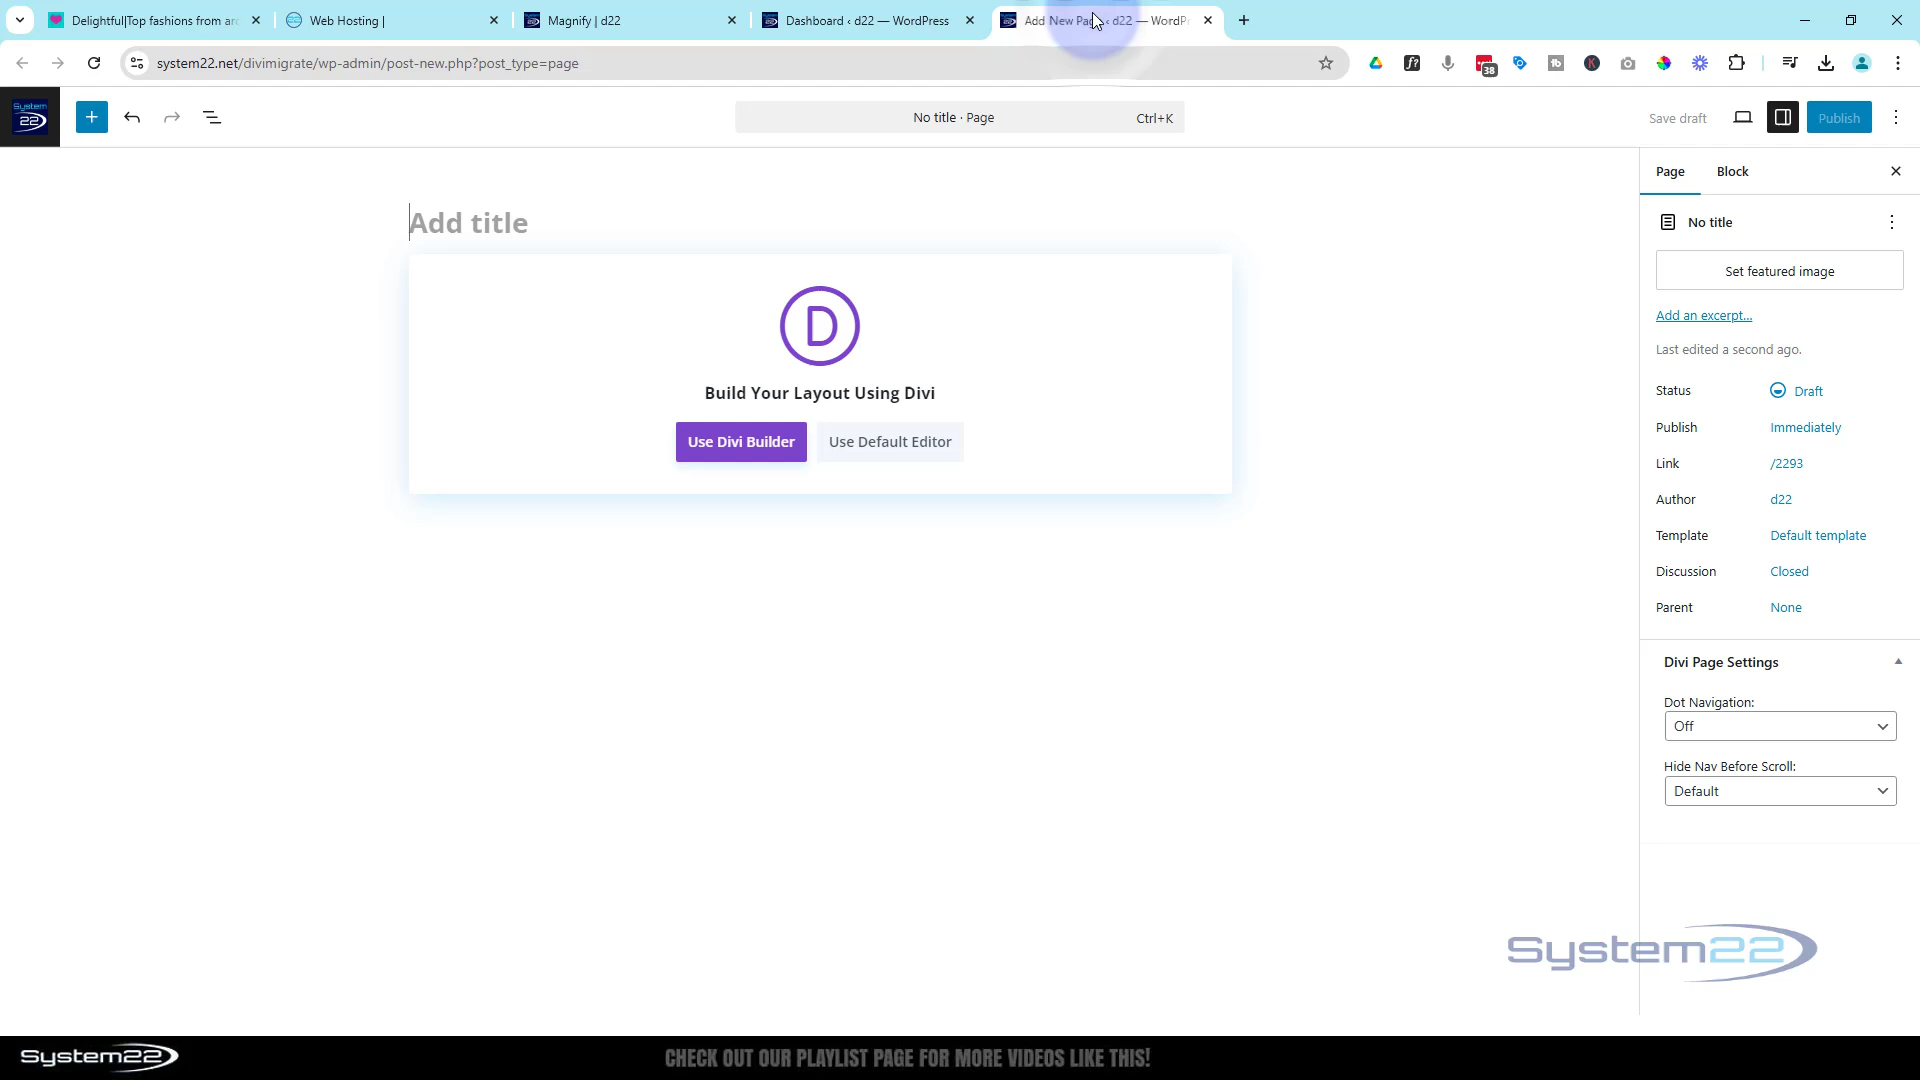 Delightful|Top fashions from aro
Web Hosting |
Magnify | d22
Dashboard ‹ d22 — WordPress
Add New Page ‹ d22 — WordPr
system22.net/divimigrate/wp-admin/post-new.php?post_type=page
f?
38
K
System
22
No title · Page
Ctrl+K
Save draft
Publish
Page
Block
Add title
No title
Set featured image
Add an excerpt...
Last edited a second ago.
D
Build Your Layout Using Divi
Use Divi Builder
Use Default Editor
Status
Draft
Publish
Immediately
Link
/2293
Author
d22
Template
Default template
Discussion
Closed
Parent
None
Divi Page Settings
Dot Navigation:
Off
Hide Nav Before Scroll:
Default
System22
System22
CHECK OUT OUR PLAYLIST PAGE FOR MORE VIDEOS LIKE THIS!